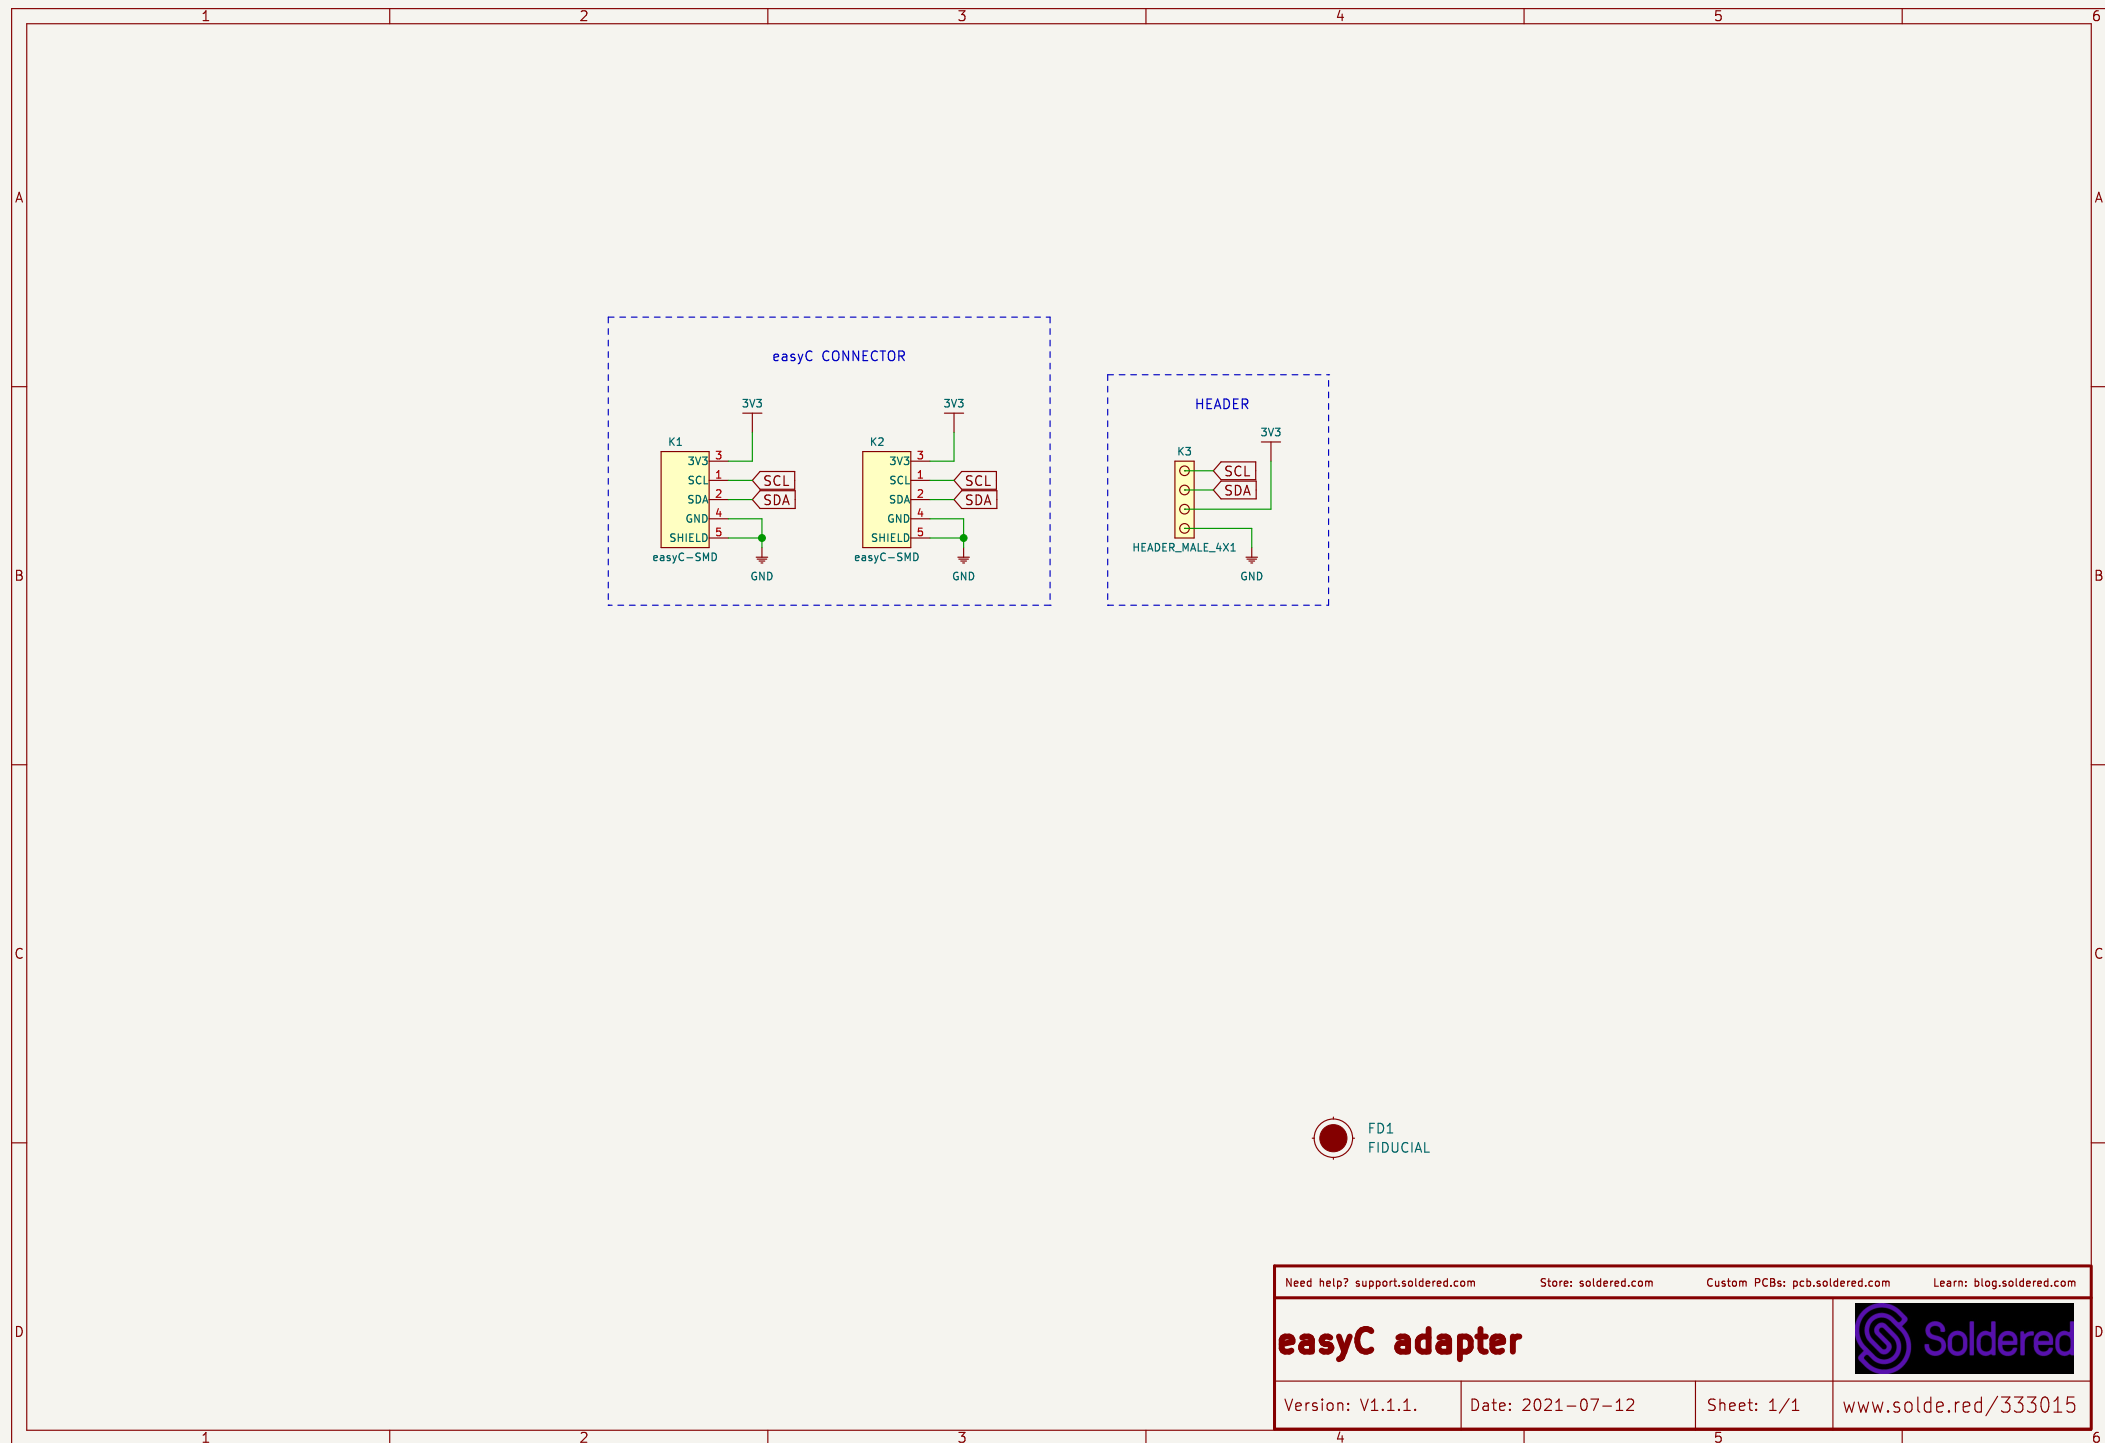 1 2 3 4 5 6
A A
easyC CONNECTOR
3V3 3V3
HEADER
3V3
K1 K2 K3
3V3 3 3V3 3
SCL 1 SCL SCL 1 SCL SCL
SDA 2 SDA SDA 2 SDA SDA
GND 4 GND 4
SHIELD 5 SHIELD 5
easyC-SMD easyC-SMD HEADER_MALE_4X1
GND GND GND
B B
C C
FD1
FIDUCIAL
Need help? support.soldered.com Store: soldered.com Custom PCBs: pcb.soldered.com Learn: blog.soldered.com
D D
easyC adapter Soldered
Version: V1.1.1. Date: 2021-07-12 Sheet: 1/1 www.solde.red/333015
1 2 3 4 5 6